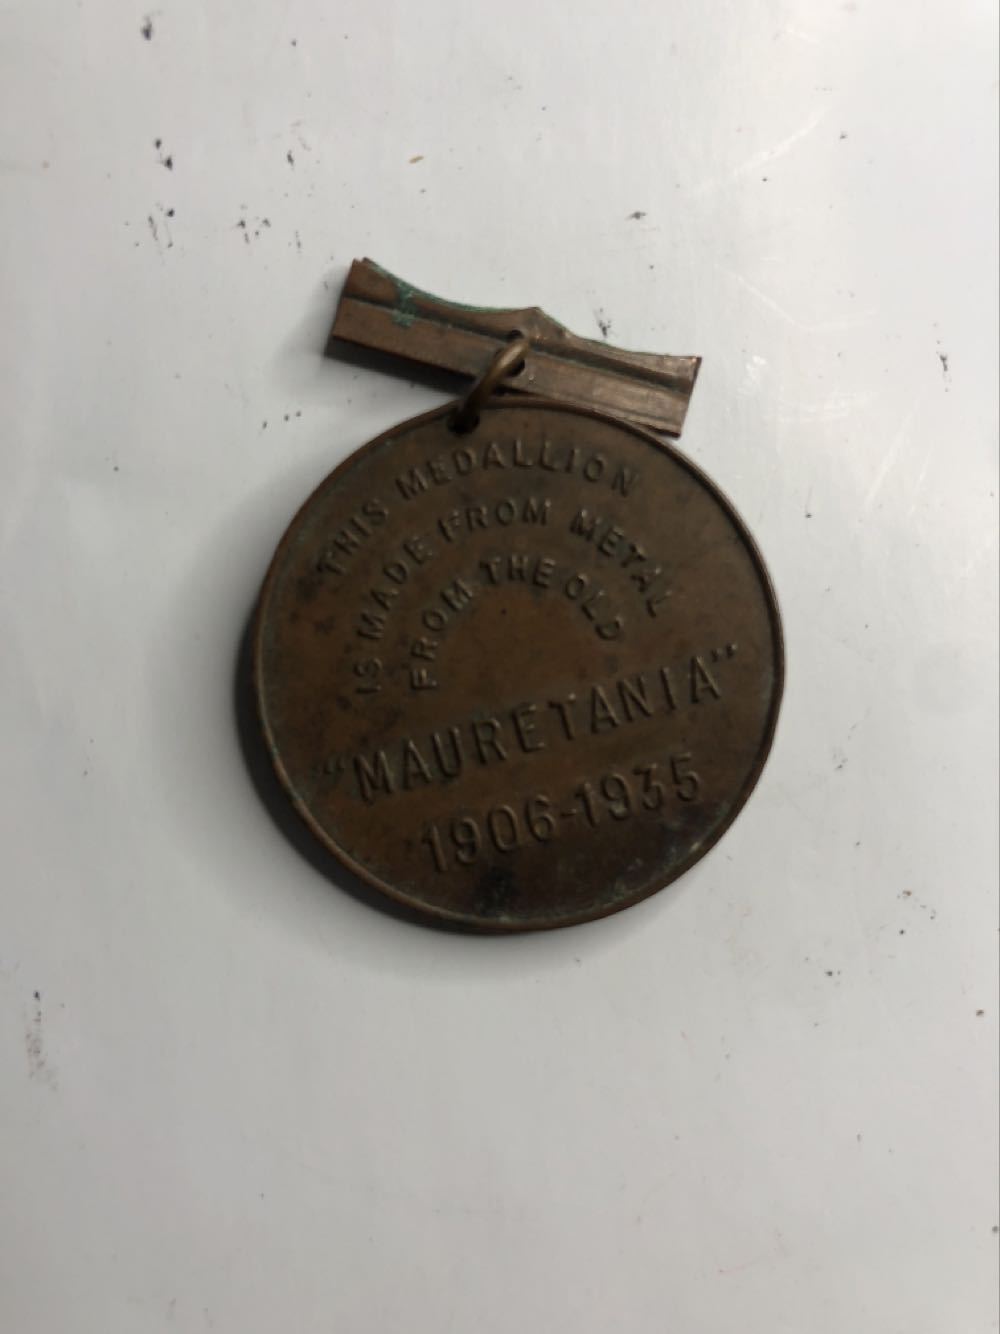 THIS MEDALLION
IS MADE FROM METAL
FROM THE OLD
"MAURETANIA"
1906-1935